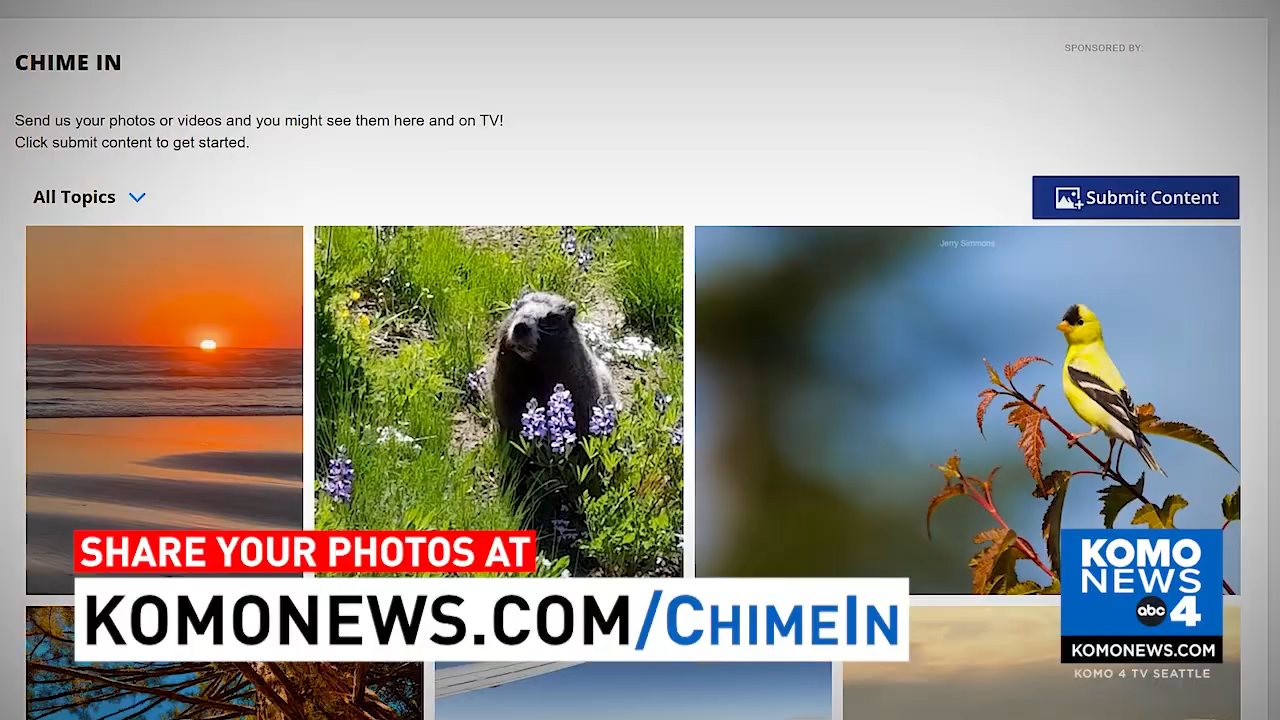 SPONSORED BY:
CHIME IN
Send us your photos or videos and you might see them here and on TV!
Click submit content to get started.
All Topics
Submit Content
Jerry Simmons
SHARE YOUR PHOTOS AT
KOMONEWS.COM/CHIMEIN
KOMO
NEWS
abc 4
KOMONEWS.COM
KOMO 4 TV SEATTLE